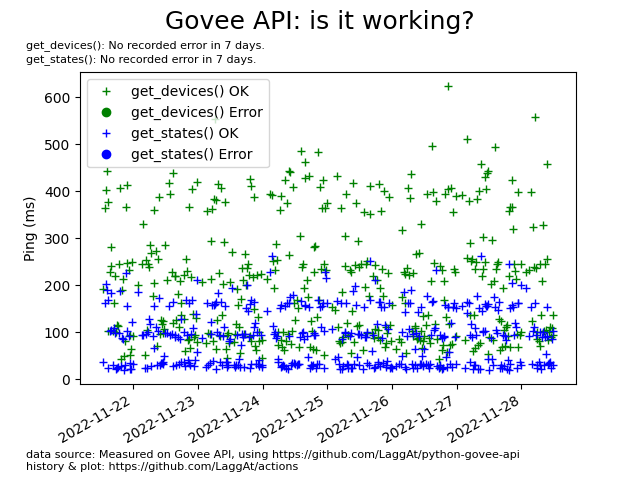 Govee API: is it working?
get_devices(): No recorded error in 7 days.
get_states(): No recorded error in 7 days.
get_devices() OK
get_devices() Error
get_states() OK
get_states() Error
Ping (ms)
600
500
400
300
200
100
0
2022-11-22
2022-11-23
2022-11-24
2022-11-25
2022-11-26
2022-11-27
2022-11-28
data source: Measured on Govee API, using https://github.com/LaggAt/python-govee-api
history & plot: https://github.com/LaggAt/actions